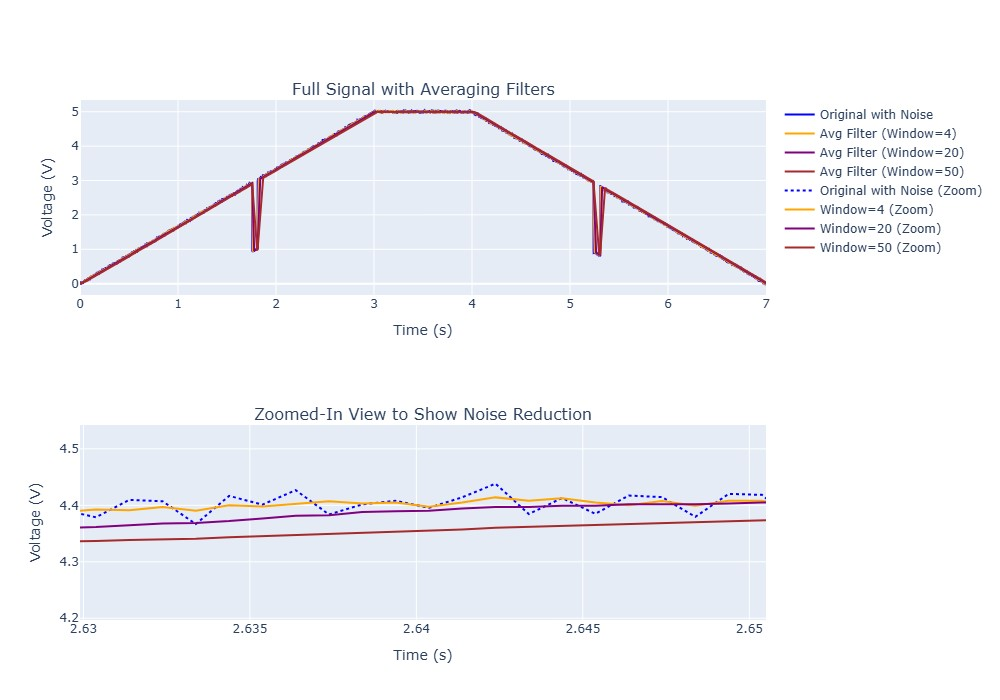 Full Signal with Averaging Filters
5
4
3
2
1
0
Voltage (V)
0 1 2 3 4 5 6 7
Time (s)
Original with Noise
Avg Filter (Window=4)
Avg Filter (Window=20)
Avg Filter (Window=50)
Original with Noise (Zoom)
Window=4 (Zoom)
Window=20 (Zoom)
Window=50 (Zoom)
Zoomed-In View to Show Noise Reduction
4.5
4.4
4.3
4.2
Voltage (V)
2.63 2.635 2.64 2.645 2.65
Time (s)